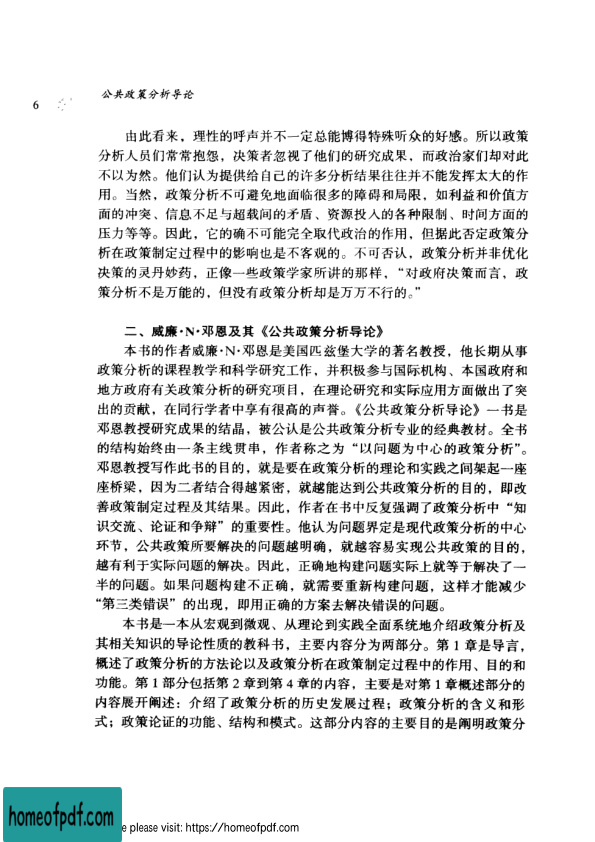 公共政策分析导论
6
由此看来，理性的呼声并不一定总能博得特殊听众的好感。所以政策
分析人员们常常抱怨，决策者忽视了他们的研究成果，而政治家们却对此
不以为然。他们认为提供给自己的许多分析结果往往并不能发挥太大的作
用。当然，政策分析不可避免地面临很多的障碍和局限，如利益和价值方
面的冲突、信息不足与超载间的矛盾、资源投入的各种限制、时间方面的
压力等等。因此，它的确不可能完全取代政治的作用，但据此否定政策分
析在政策制定过程中的影响也是不客观的。不可否认，政策分析并非优化
决策的灵丹妙药，正像一些政策学家所讲的那样，“对政府决策而言，政
策分析不是万能的，但没有政策分析却是万万不行的。”
二、威廉·N·邓恩及其《公共政策分析导论》
本书的作者威廉·N·邓恩是美国匹兹堡大学的著名教授，他长期从事
政策分析的课程教学和科学研究工作，并积极参与国际机构、本国政府和
地方政府有关政策分析的研究项目，在理论研究和实际应用方面做出了突
出的贡献，在同行学者中享有很高的声誉。《公共政策分析导论》一书是
邓恩教授研究成果的结晶，被公认是公共政策分析专业的经典教材。全书
的结构始终由一条主线贯串，作者称之为“以问题为中心的政策分析”。
邓恩教授写作此书的目的，就是要在政策分析的理论和实践之间架起一座
座桥梁，因为二者结合得越紧密，就越能达到公共政策分析的目的，即改
善政策制定过程及其结果。因此，作者在书中反复强调了政策分析中“知
识交流、论证和争辩”的重要性。他认为问题界定是现代政策分析的中心
环节，公共政策所要解决的问题越明确，就越容易实现公共政策的目的，
越有利于实际问题的解决。因此，正确地构建问题实际上就等于解决了一
半的问题。如果问题构建不正确，就需要重新构建问题，这样才能减少
“第三类错误”的出现，即用正确的方案去解决错误的问题。
本书是一本从宏观到微观、从理论到实践全面系统地介绍政策分析及
其相关知识的导论性质的教科书，主要内容分为两部分。第 1 章是导言，
概述了政策分析的方法论以及政策分析在政策制定过程中的作用、目的和
功能。第 1 部分包括第 2 章到第 4 章的内容，主要是对第 1 章概述部分的
内容展开阐述：介绍了政策分析的历史发展过程；政策分析的含义和形
式；政策论证的功能、结构和模式。这部分内容的主要目的是阐明政策分
homeofpdf.com
e please visit: https://homeofpdf.com